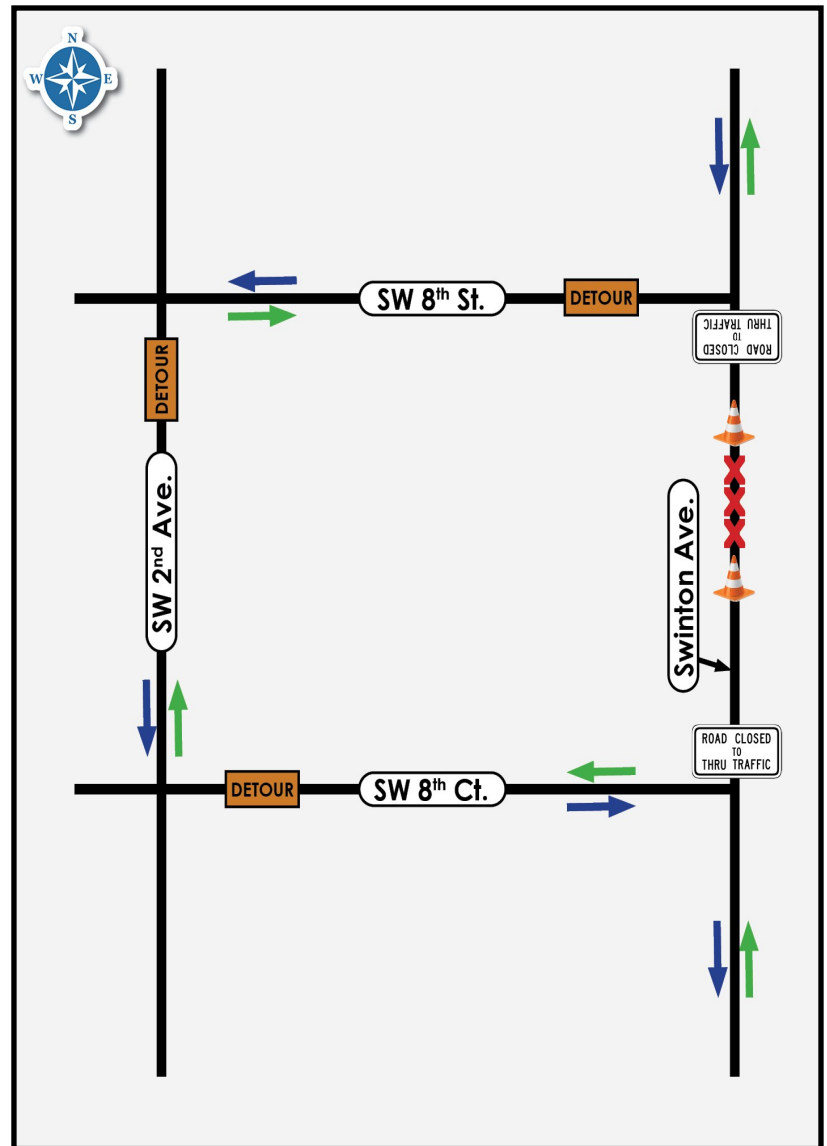 N
W E
S
SW 8th St.
DETOUR
ROAD CLOSED
TO
THRU TRAFFIC
DETOUR
SW 2nd Ave.
Swinton Ave.
ROAD CLOSED
TO
THRU TRAFFIC
DETOUR
SW 8th Ct.